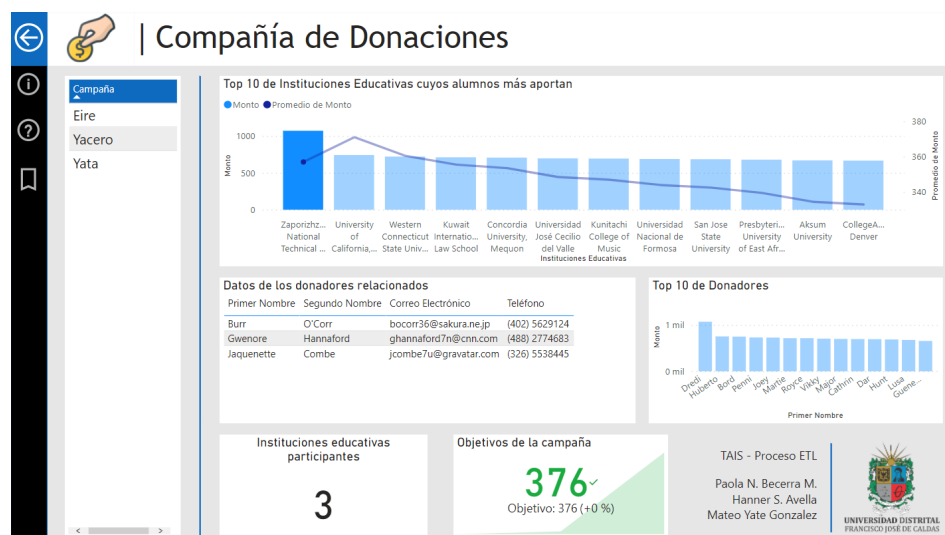 | Compañía de Donaciones
Campaña
Eire
Yacero
Yata
Top 10 de Instituciones Educativas cuyos alumnos más aportan
Monto Promedio de Monto
1000
500
0
Monto
380
360
340
Promedio de Monto
Zaporizhz... National Technical ...
University of California,...
Western Connecticut State Univ...
Kuwait Internatio... Law School
Concordia University, Mequon
Universidad José Cecilio del Valle
Kunitachi College of Music
Universidad Nacional de Formosa
San Jose State University
Presbyteri... University of East Afr...
Aksum University
CollegeA... Denver
Instituciones Educativas
Datos de los donadores relacionados
Primer Nombre Segundo Nombre Correo Electrónico Teléfono
Burr O'Corr bocorr36@sakura.ne.jp (402) 5629124
Gwenore Hannaford ghannaford7n@cnn.com (488) 2774683
Jaquenette Combe jcombe7u@gravatar.com (326) 5538445
Top 10 de Donadores
1 mil
0 mil
Monto
Dredi
Huberto
Bord
Penni
Joey
Martie
Royce
Vikky
Major
Cathrin
Dar
Hunt
Lusa
Guene...
Primer Nombre
Instituciones educativas
participantes
3
Objetivos de la campaña
376
Objetivo: 376 (+0 %)
TAIS - Proceso ETL
Paola N. Becerra M.
Hanner S. Avella
Mateo Yate Gonzalez
UNIVERSIDAD DISTRITAL
FRANCISCO JOSÉ DE CALDAS